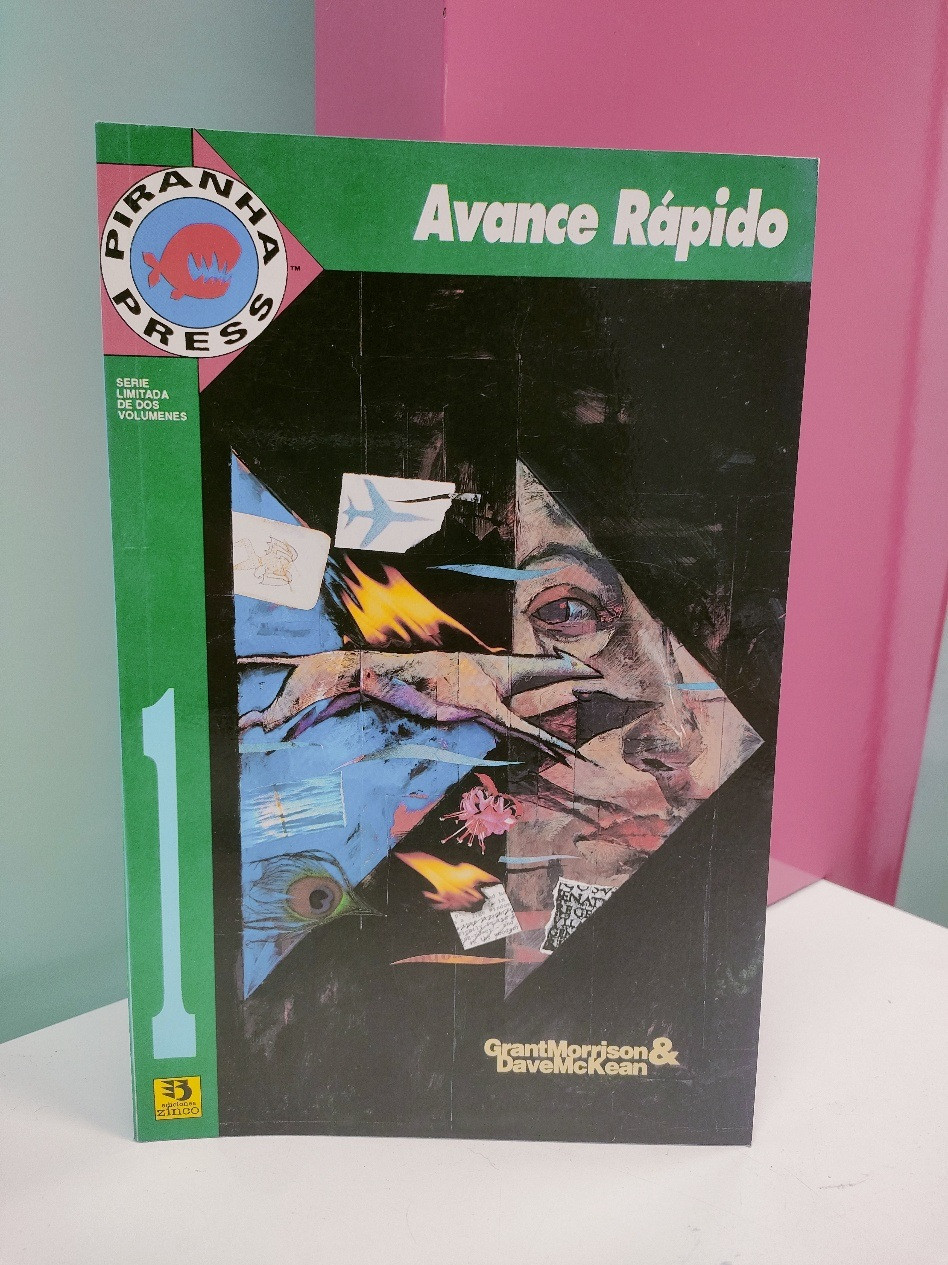 PIRANHA
PRESS
™
Avance Rápido
SERIE
LIMITADA
DE DOS
VOLUMENES
1
GrantMorrison &
DaveMcKean
ediciones
zinco